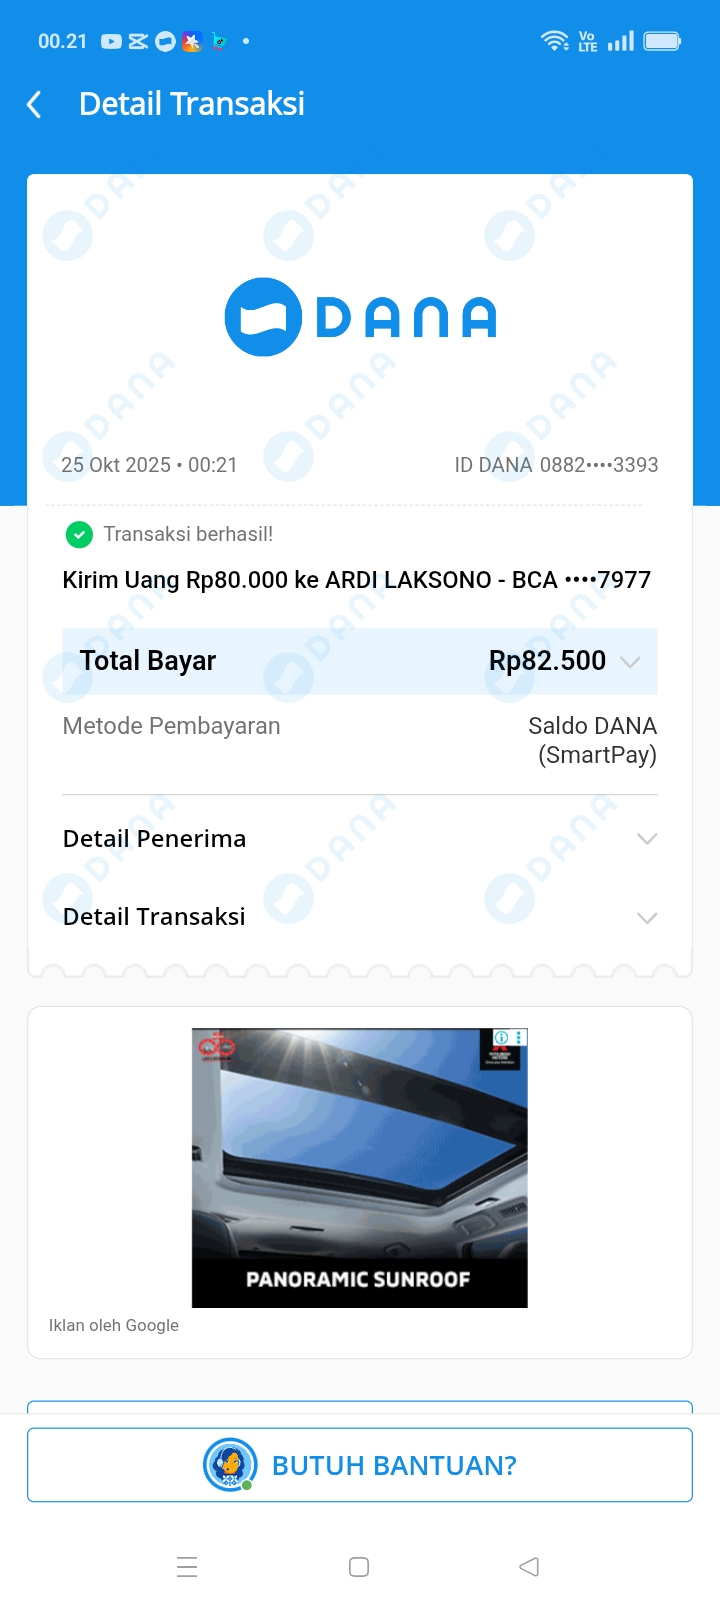 00.21
Vo
LTE
Detail Transaksi
DANA
25 Okt 2025 • 00:21
ID DANA 0882••••3393
Transaksi berhasil!
Kirim Uang Rp80.000 ke ARDI LAKSONO - BCA ••••7977
Total Bayar
Rp82.500
Metode Pembayaran
Saldo DANA
(SmartPay)
Detail Penerima
Detail Transaksi
PANORAMIC SUNROOF
Iklan oleh Google
BUTUH BANTUAN?